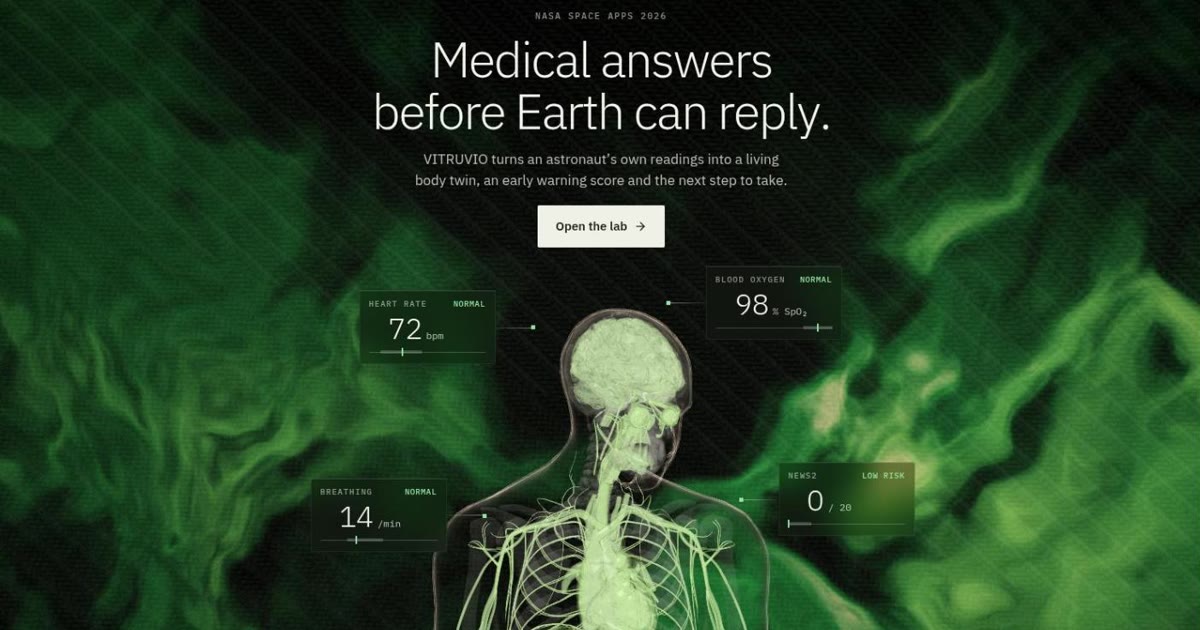 NASA SPACE APPS 2026
Medical answers
before Earth can reply.
VITRUVIO turns an astronaut’s own readings into a living
body twin, an early warning score and the next step to take.
Open the lab →
BLOOD OXYGEN NORMAL
98 % SpO₂
HEART RATE NORMAL
72 bpm
NEWS2 LOW RISK
0 / 20
BREATHING NORMAL
14 /min